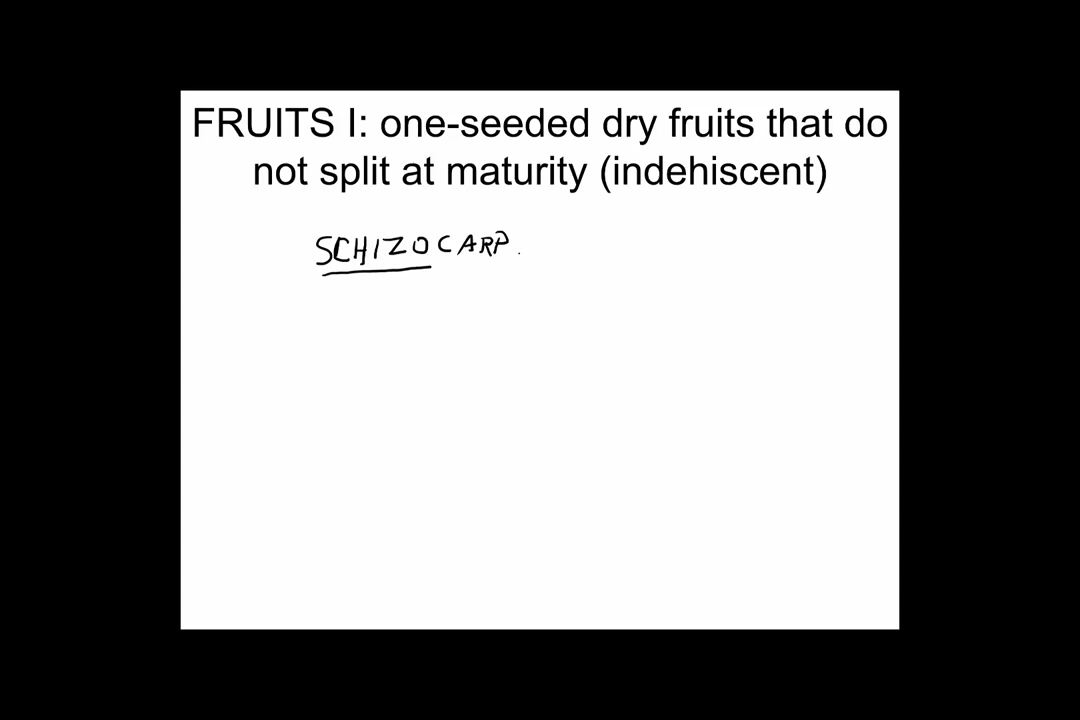 FRUITS I: one-seeded dry fruits that do
not split at maturity (indehiscent)
SCHIZOCARP.